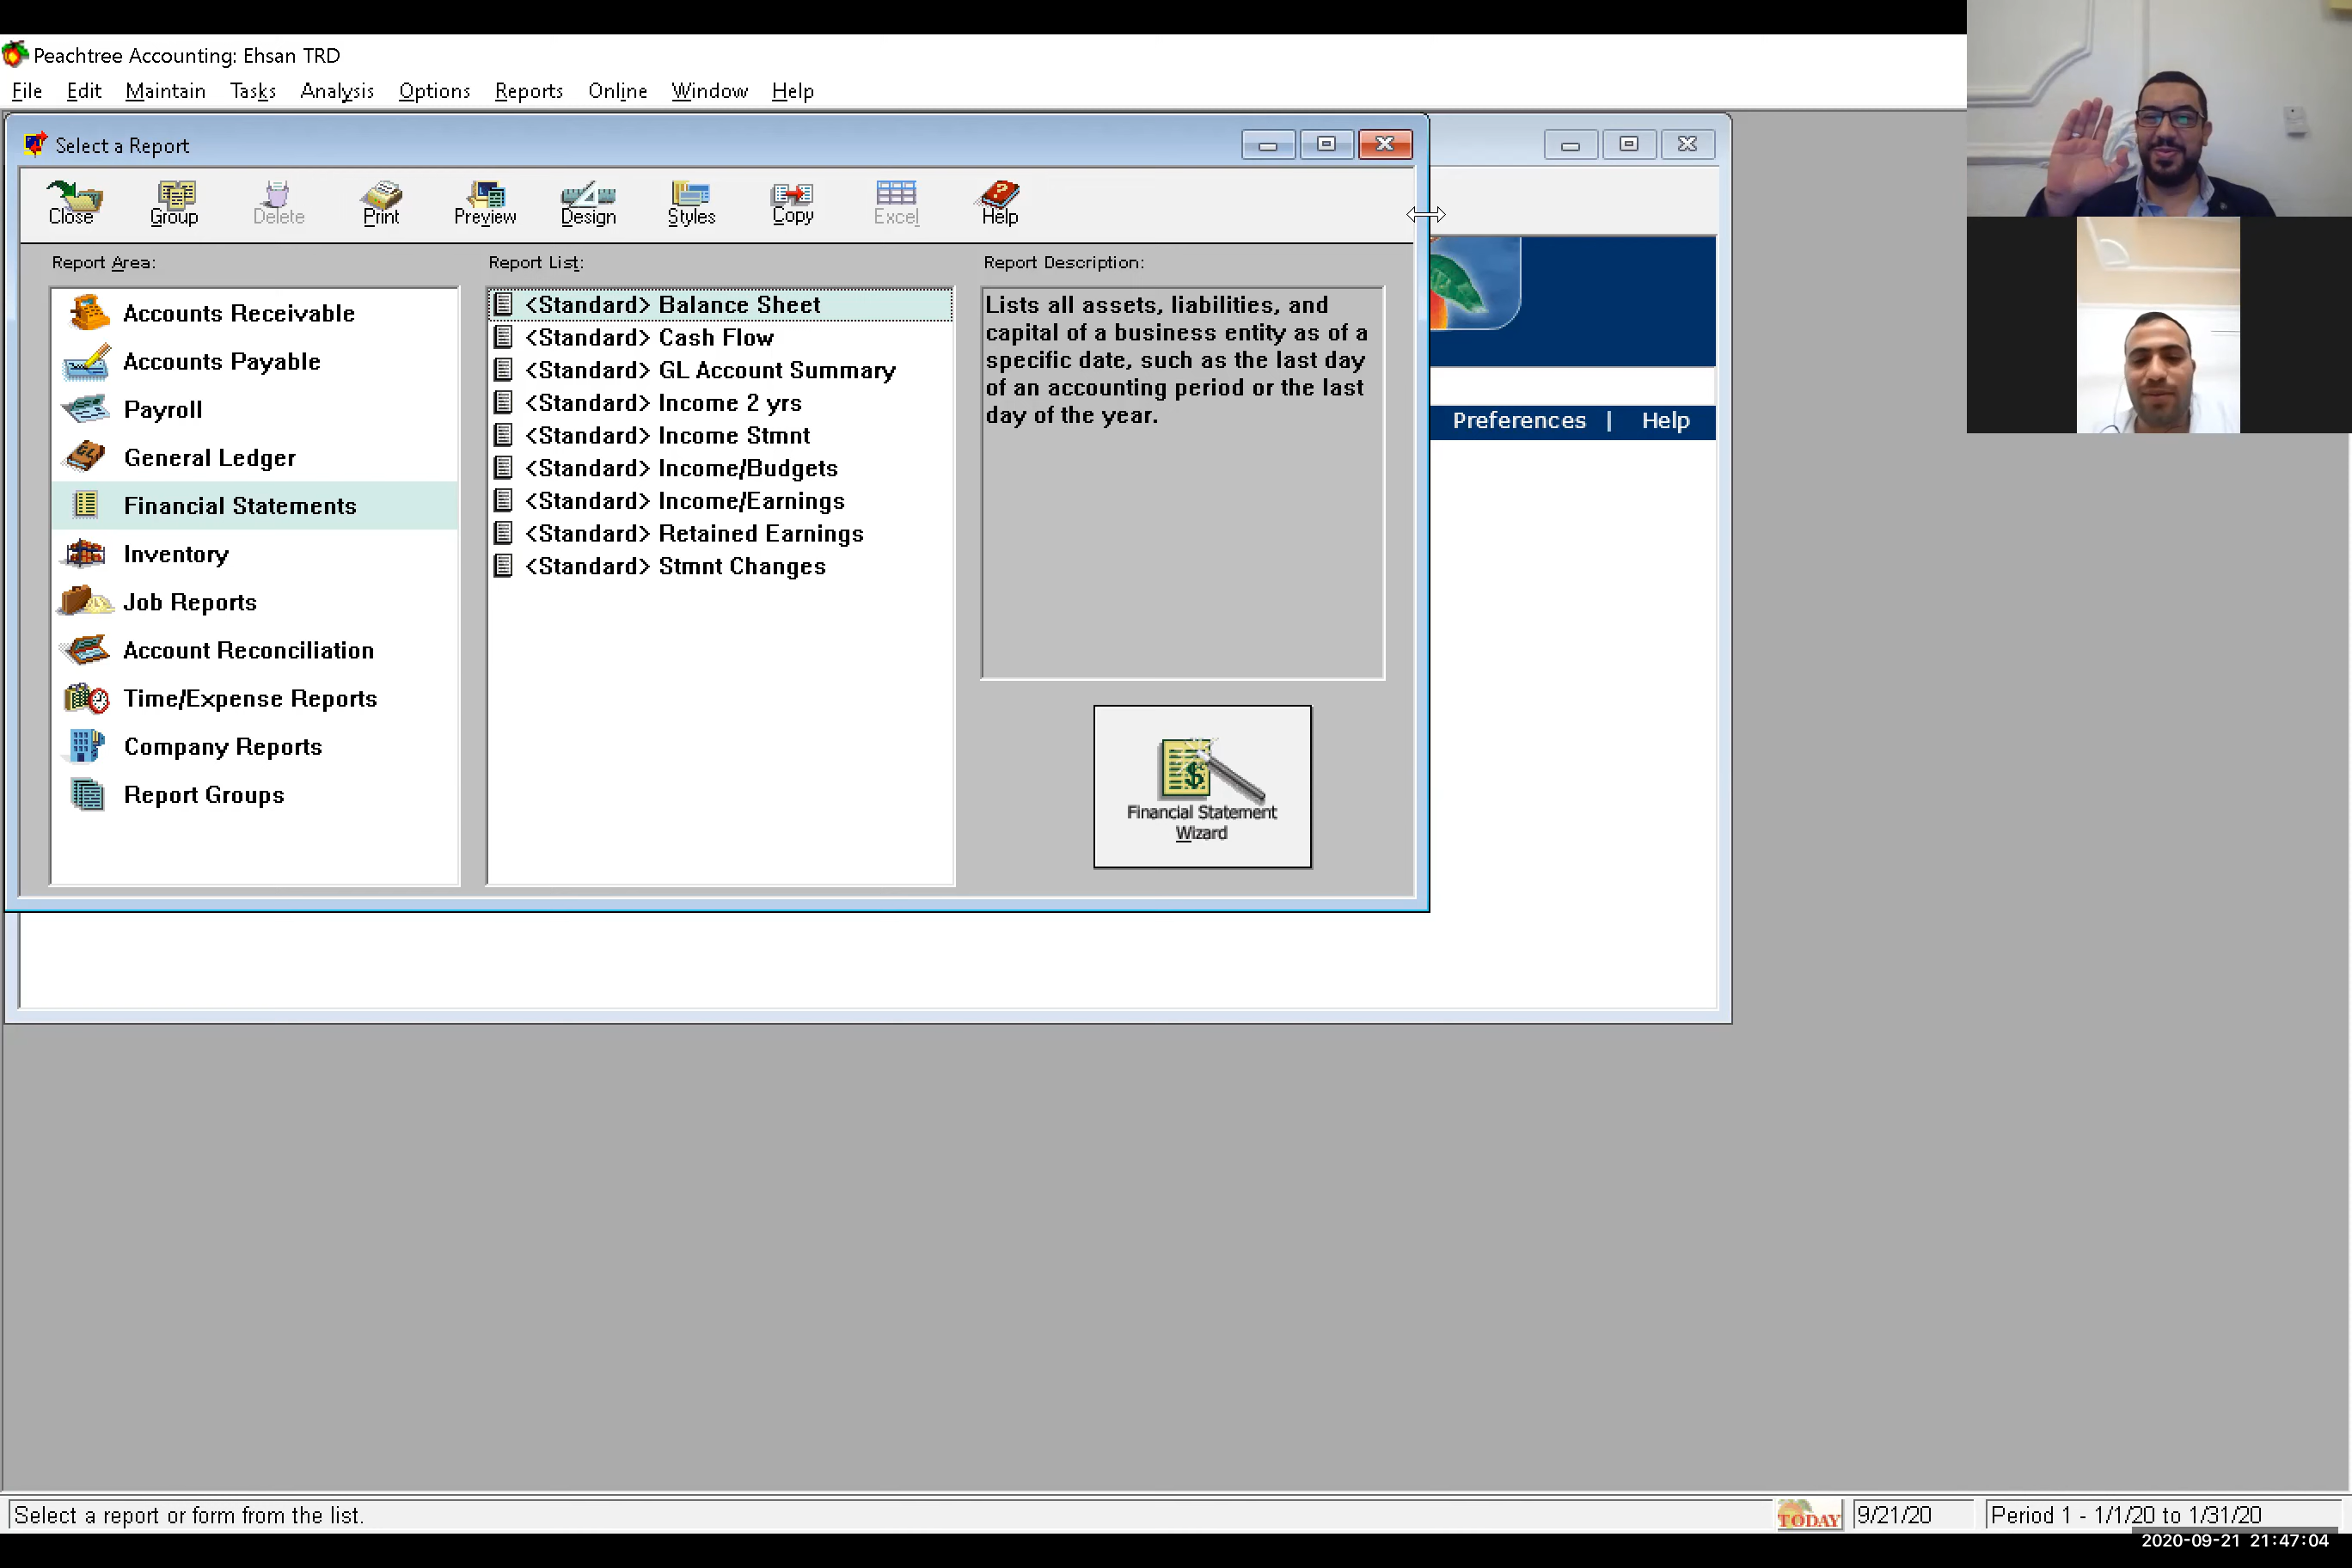 Peachtree Accounting: Ehsan TRD
File Edit Maintain Tasks Analysis Options Reports Online Window Help
Select a Report
Close Group Delete Print Preview Design Styles Copy Excel Help
Report Area:
Accounts Receivable
Accounts Payable
Payroll
General Ledger
Financial Statements
Inventory
Job Reports
Account Reconciliation
Time/Expense Reports
Company Reports
Report Groups
Report List:
<Standard> Balance Sheet
<Standard> Cash Flow
<Standard> GL Account Summary
<Standard> Income 2 yrs
<Standard> Income Stmnt
<Standard> Income/Budgets
<Standard> Income/Earnings
<Standard> Retained Earnings
<Standard> Stmnt Changes
Report Description:
Lists all assets, liabilities, and
capital of a business entity as of a
specific date, such as the last day
of an accounting period or the last
day of the year.
Financial Statement
Wizard
Preferences | Help
Select a report or form from the list.
TODAY
9/21/20
Period 1 - 1/1/20 to 1/31/20
2020-09-21 21:47:04